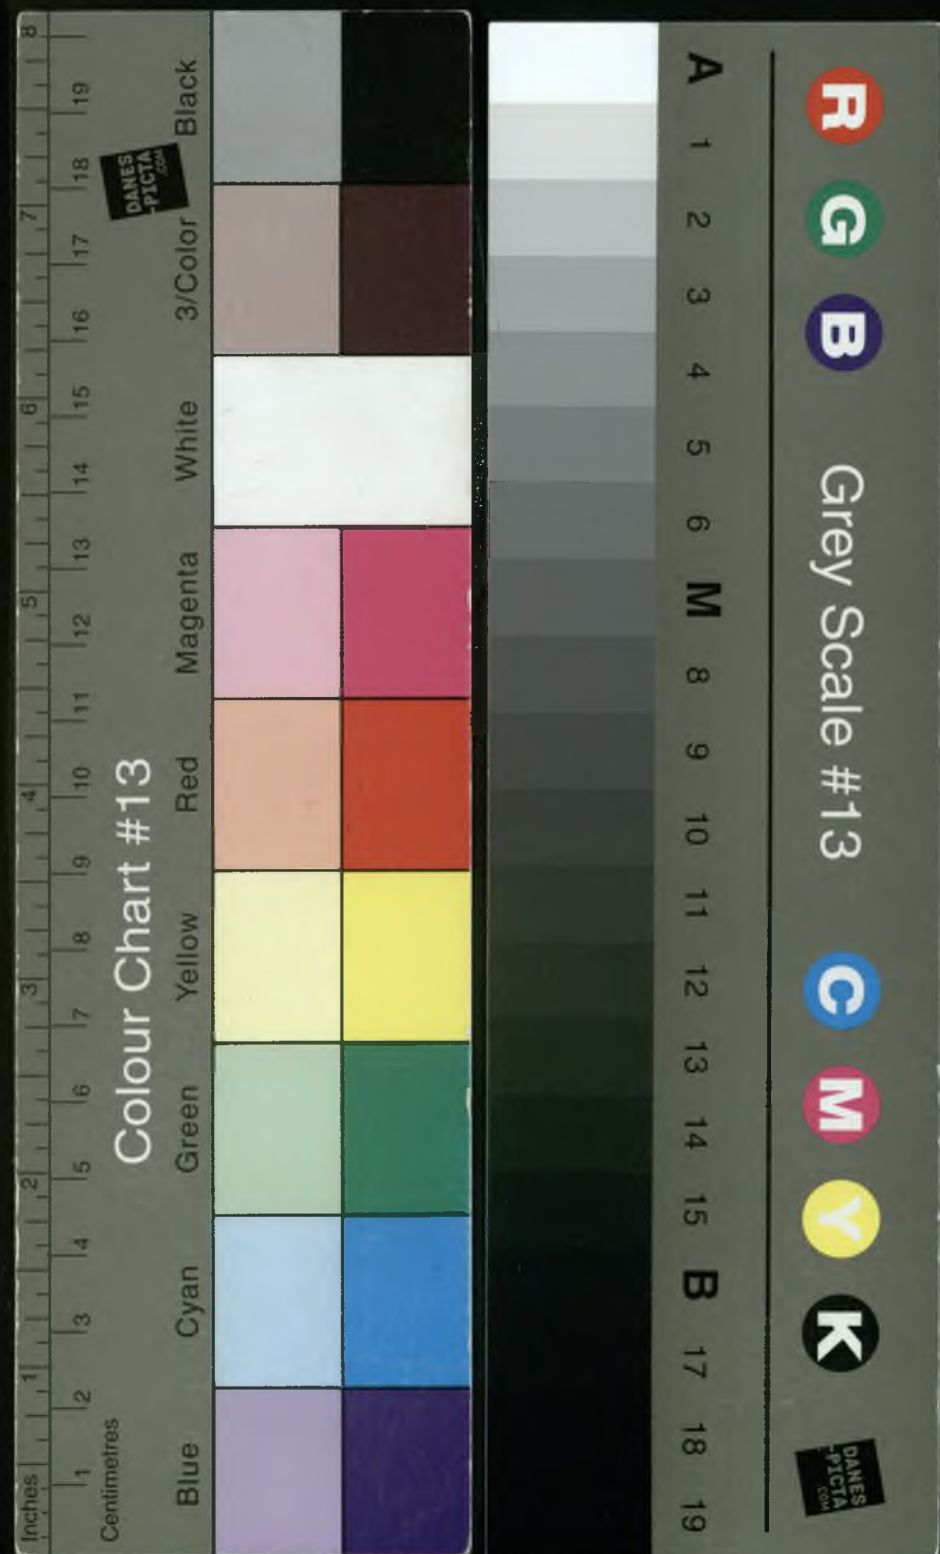 Inches 1 2 3 4 5 6 7 8
Centimetres 1 2 3 4 5 6 7 8 9 10 11 12 13 14 15 16 17 18 19
Colour Chart #13
DANES
-PICTA
.COM
Blue Cyan Green Yellow Red Magenta White 3/Color Black
R G B Grey Scale #13 C M Y K
DANES
-PICTA
.COM
A 1 2 3 4 5 6 M 8 9 10 11 12 13 14 15 B 17 18 19